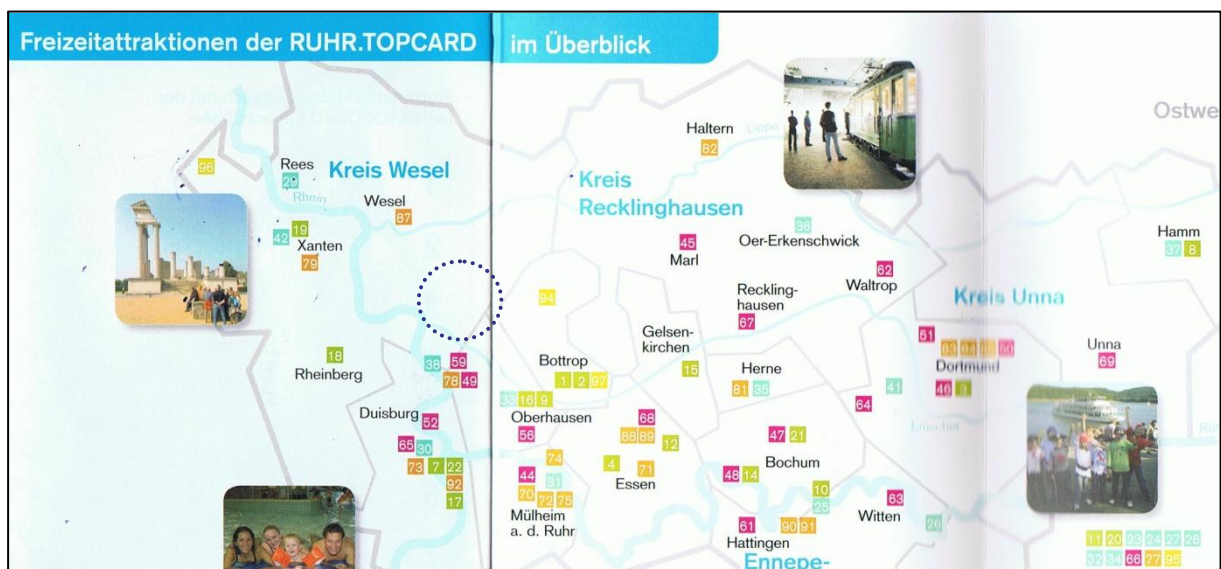 Freizeitattraktionen der RUHR.TOPCARD im Überblick
Ostwe
Haltern
Lippe
82
96
Rees
29
Kreis Wesel
Rhein
Wesel
87
Kreis
Recklinghausen
42
19
Xanten
79
45
Marl
36
Oer-Erkenschwick
Hamm
37 8
62
Waltrop
94
Reckling-
hausen
67
Kreis Unna
18
Rheinberg
38 59
78 49
Gelsen-
kirchen
15
51
Dortmund
46
Unna
69
Bottrop
1 2 97
Herne
81 35
41
64
33 16 9
Oberhausen
56
Duisburg
52
65 30
73 7 22
92
17
68
88 89
12
4
71
Essen
47 21
Bochum
48 14
10
25
74
44 31
70 72 75
Mülheim
a. d. Ruhr
63
Witten
26
61
Hattingen
90 91
Ennepe-
11 20 23 24 27 28
32 34 66 77 95